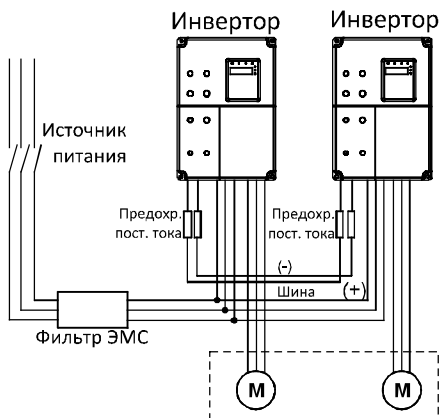 Инвертор
Инвертор
Источник
питания
Предохр.
пост. тока
Предохр.
пост. тока
(-)
Шина
(+)
Фильтр ЭМС
M
M